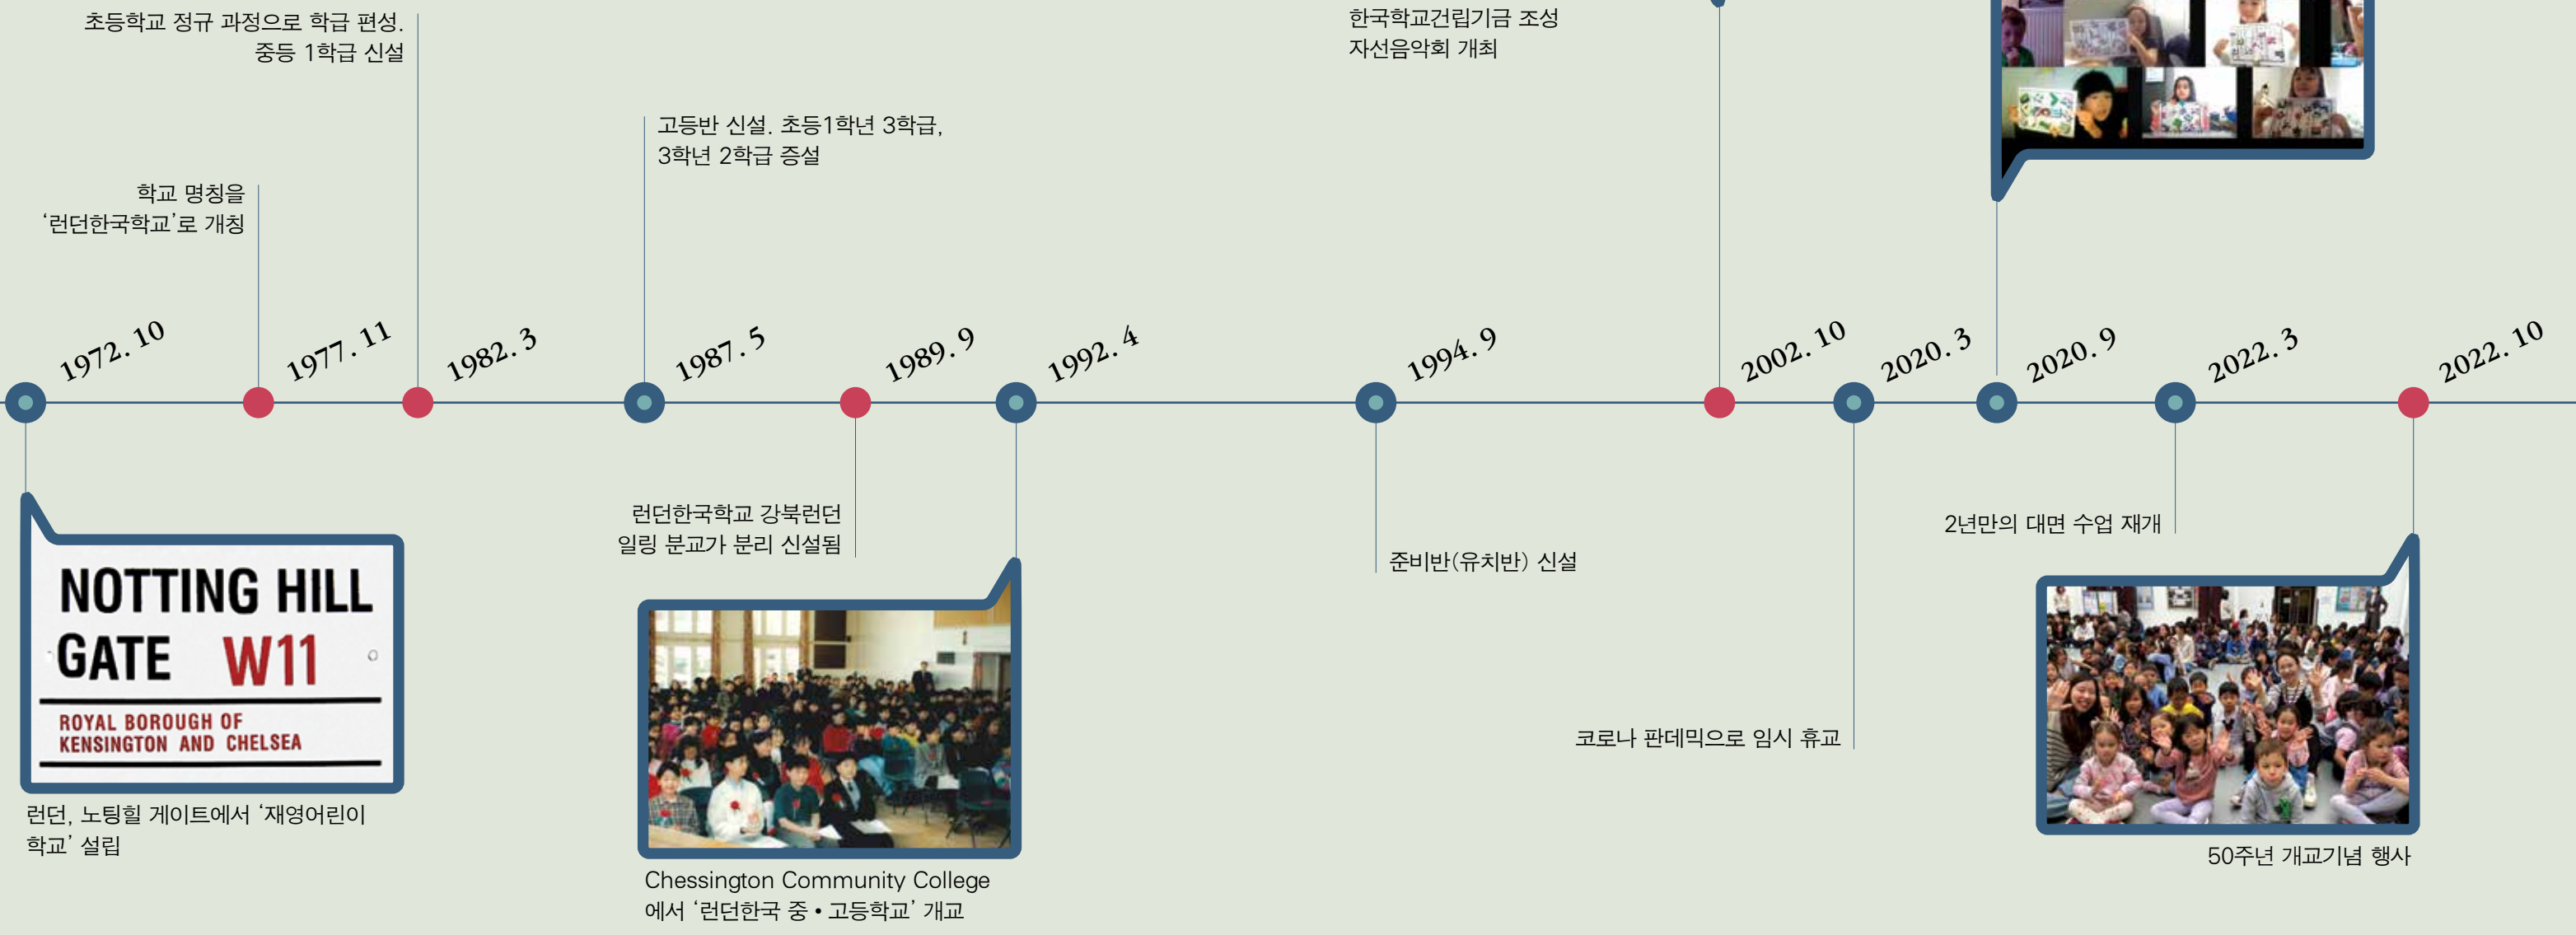 초등학교 정규 과정으로 학급 편성.
중등 1학급 신설
한국학교건립기금 조성
자선음악회 개최
고등반 신설. 초등1학년 3학급,
3학년 2학급 증설
학교 명칭을
‘런던한국학교’로 개칭
1972. 10
1977. 11
1982. 3
1987. 5
1989. 9
1992. 4
1994. 9
2002. 10
2020. 3
2020. 9
2022. 3
2022. 10
런던한국학교 강북런던
일링 분교가 분리 신설됨
준비반(유치반) 신설
2년만의 대면 수업 재개
NOTTING HILL
GATE W11
ROYAL BOROUGH OF
KENSINGTON AND CHELSEA
런던, 노팅힐 게이트에서 ‘재영어린이
학교’ 설립
Chessington Community College
에서 ‘런던한국 중 • 고등학교’ 개교
코로나 판데믹으로 임시 휴교
50주년 개교기념 행사